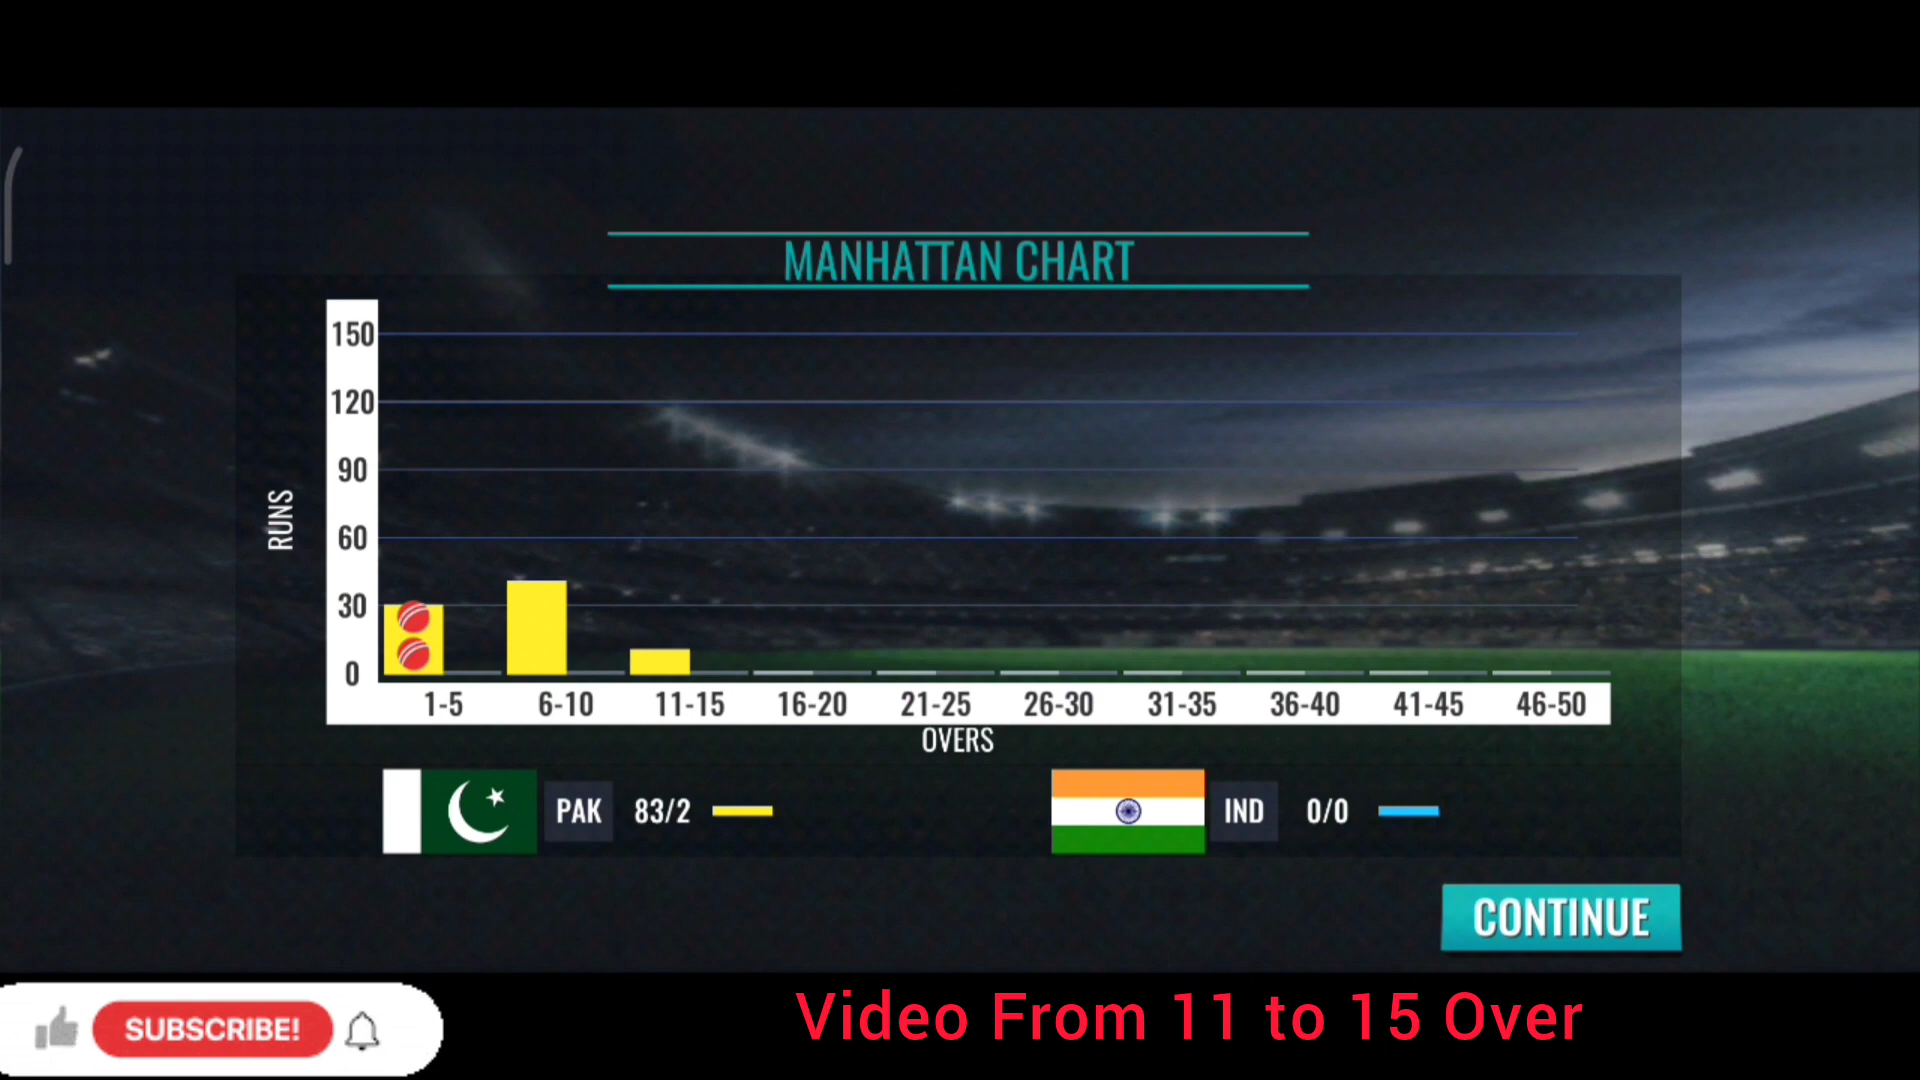 MANHATTAN CHART
150
120
90
60
30
0
RUNS
1-5 6-10 11-15 16-20 21-25 26-30 31-35 36-40 41-45 46-50
OVERS
PAK 83/2 IND 0/0
CONTINUE
SUBSCRIBE!
Video From 11 to 15 Over